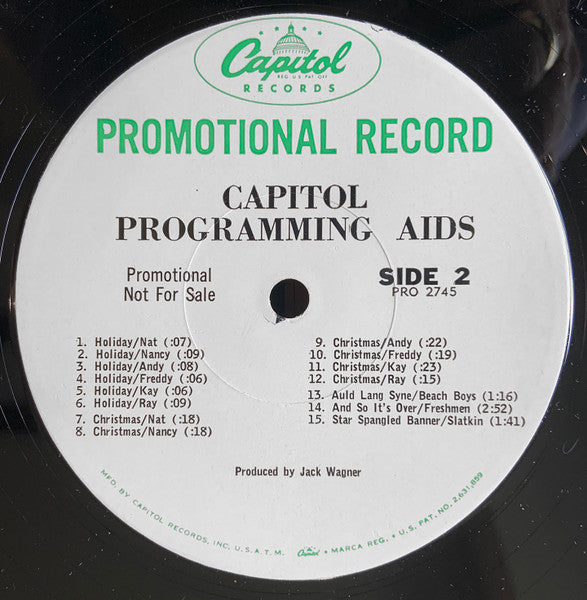 Capitol
REG. U.S. PAT. OFF.
RECORDS
PROMOTIONAL RECORD
CAPITOL
PROGRAMMING AIDS
Promotional
Not For Sale
SIDE 2
PRO 2745
1. Holiday/Nat (:07)
2. Holiday/Nancy (:09)
3. Holiday/Andy (:08)
4. Holiday/Freddy (:06)
5. Holiday/Kay (:06)
6. Holiday/Ray (:09)
7. Christmas/Nat (:18)
8. Christmas/Nancy (:18)
9. Christmas/Andy (:22)
10. Christmas/Freddy (:19)
11. Christmas/Kay (:23)
12. Christmas/Ray (:15)
13. Auld Lang Syne/Beach Boys (1:16)
14. And So It's Over/Freshmen (2:52)
15. Star Spangled Banner/Slatkin (1:41)
Produced by Jack Wagner
MFD. BY CAPITOL RECORDS, INC., U.S.A. T.M. Capitol • MARCA REG. • U.S. PAT. NO. 2,631,859